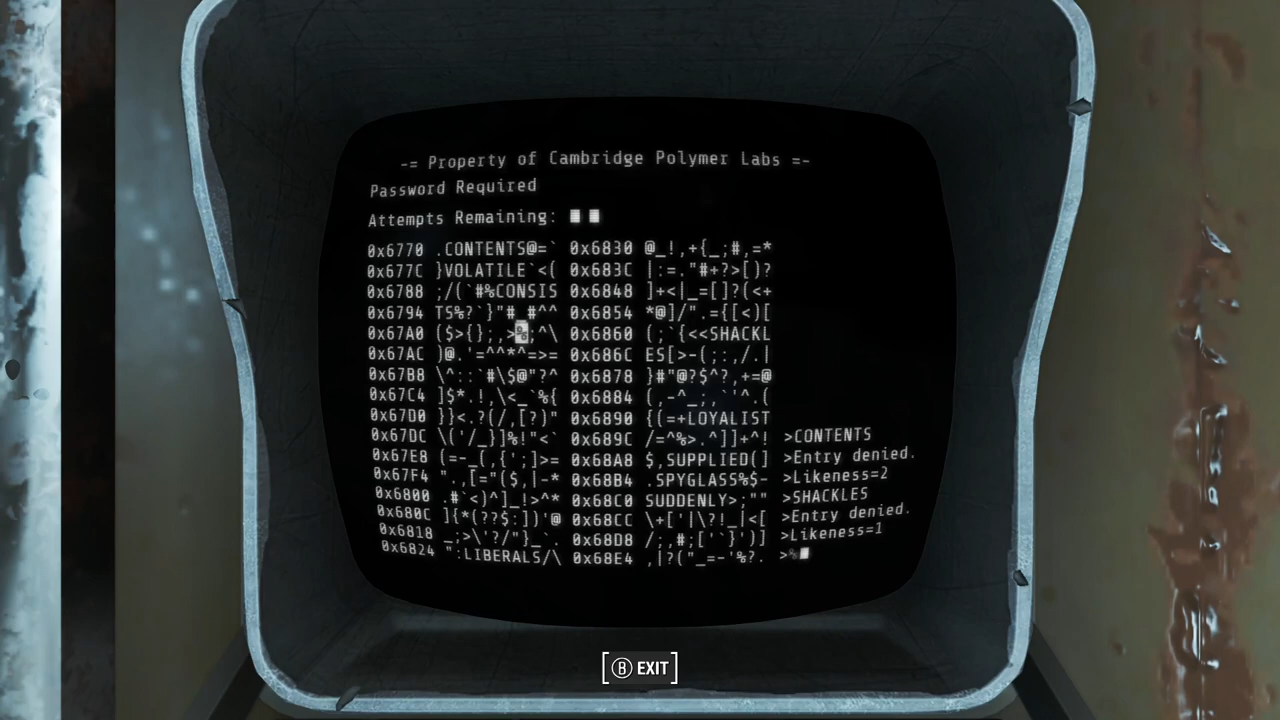 -= Property of Cambridge Polymer Labs =-
Password Required
Attempts Remaining: ■ ■
0x6770 .CONTENTS@=` 0x6830 @_!,+{_;#,=*
0x677C }VOLATILE`<( 0x683C |:=."#+?>[)?
0x6788 ;/(`#%CONSIS 0x6848 ]+<|_=[]?(<+
0x6794 TS%?`}"#_#^^ 0x6854 *@]/".={[<)[
0x67A0 ($>{};,>%;^\ 0x6860 (;`{<<SHACKL
0x67AC )@.'=^^*^=>= 0x686C ES[>-(;:,/.|
0x67B8 \^::`#\$@"?^ 0x6878 }#"@?$^?,+=@
0x67C4 ]$*.!,\<_`%{ 0x6884 (,-^_;,``^.(
0x67D0 }}<.?(/,[?)" 0x6890 {(=+LOYALIST
0x67DC \('/_}]%!"<` 0x689C /=^%>.^]]+^! >CONTENTS
0x67E8 (=-_[,{';]>= 0x68A8 $,SUPPLIED(] >Entry denied.
0x67F4 ".,[="($,|-* 0x68B4 .SPYGLASS%$- >Likeness=2
0x6800 .#`<)^]_!>^* 0x68C0 SUDDENLY>;"" >SHACKLES
0x680C ]{*(??$:])'@ 0x68CC \+['|\?!_|<[ >Entry denied.
0x6818 _;>\'?/"}_`. 0x68D8 /;,#;['`}')] >Likeness=1
0x6824 ":LIBERALS/\ 0x68E4 ,|?("_=-'%?. >%■
[Ⓑ EXIT]